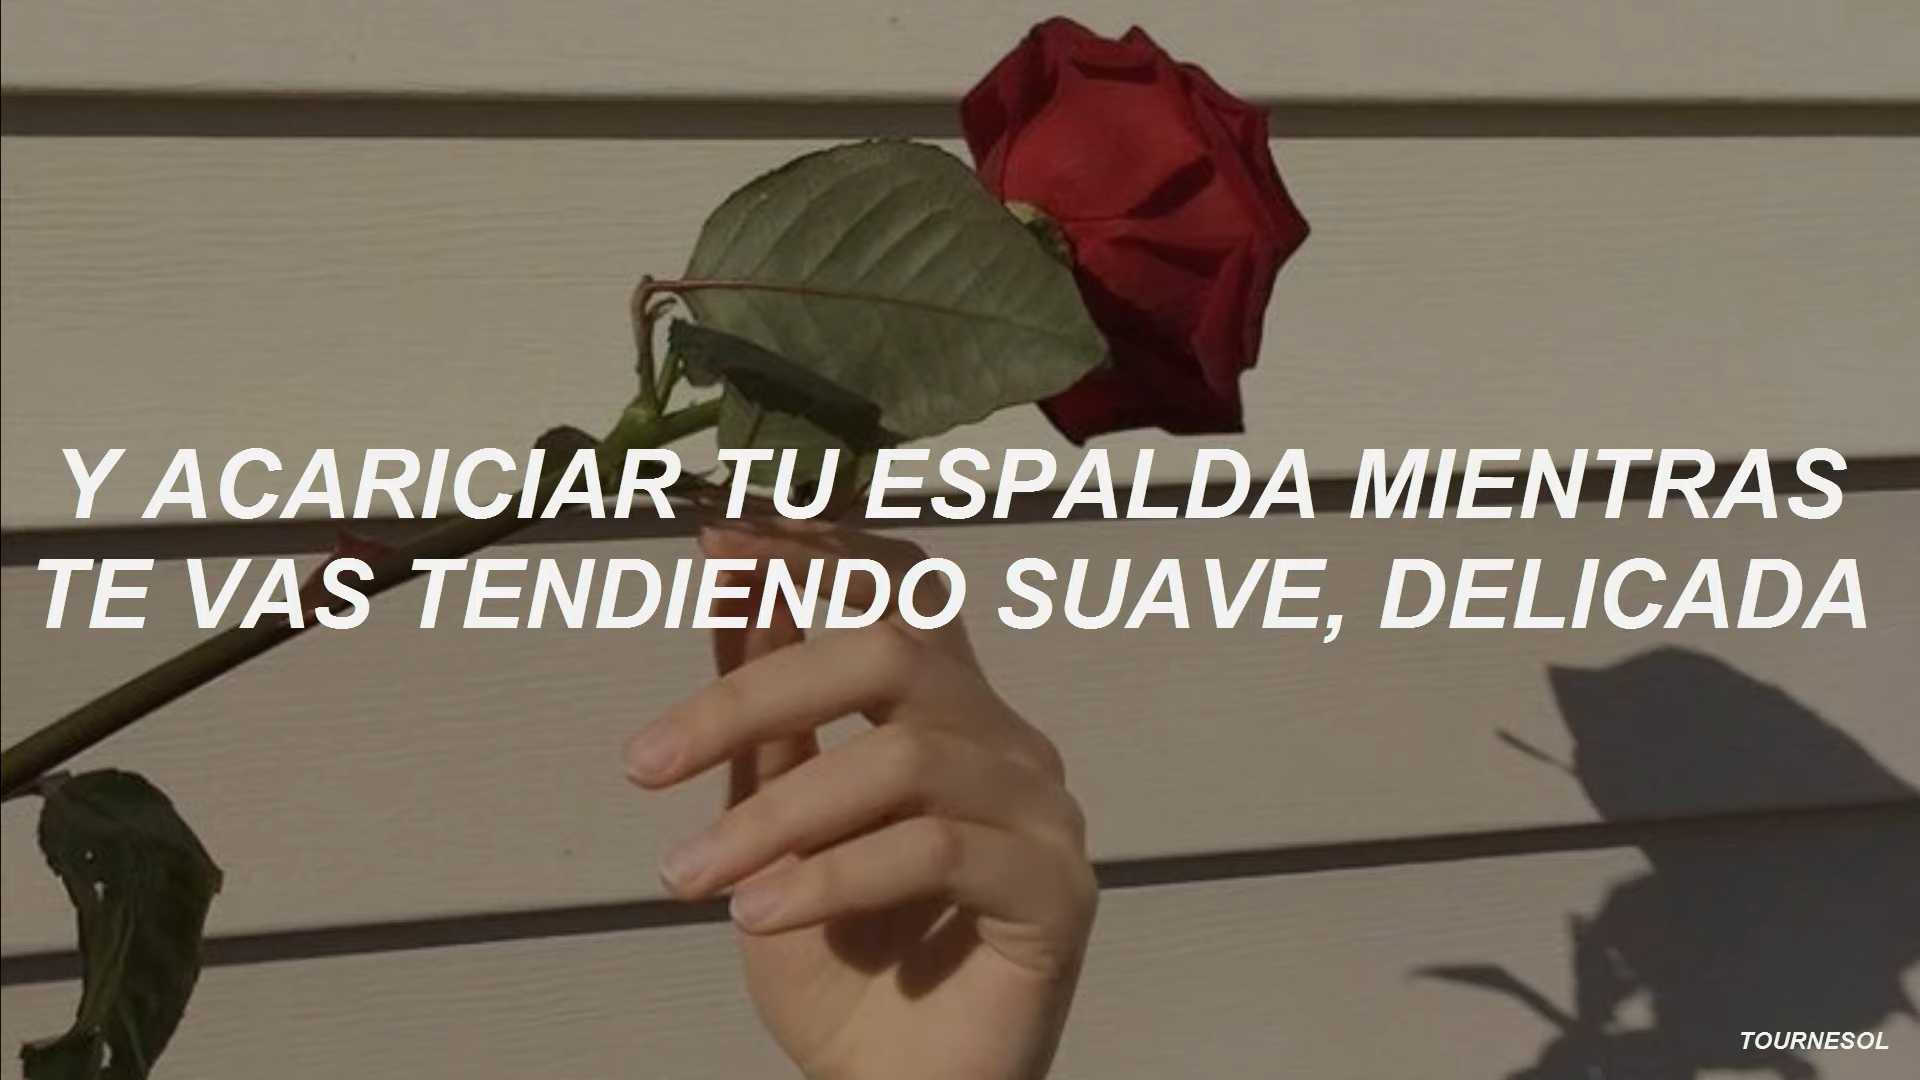 Y ACARICIAR TU ESPALDA MIENTRAS
TE VAS TENDIENDO SUAVE, DELICADA
TOURNESOL